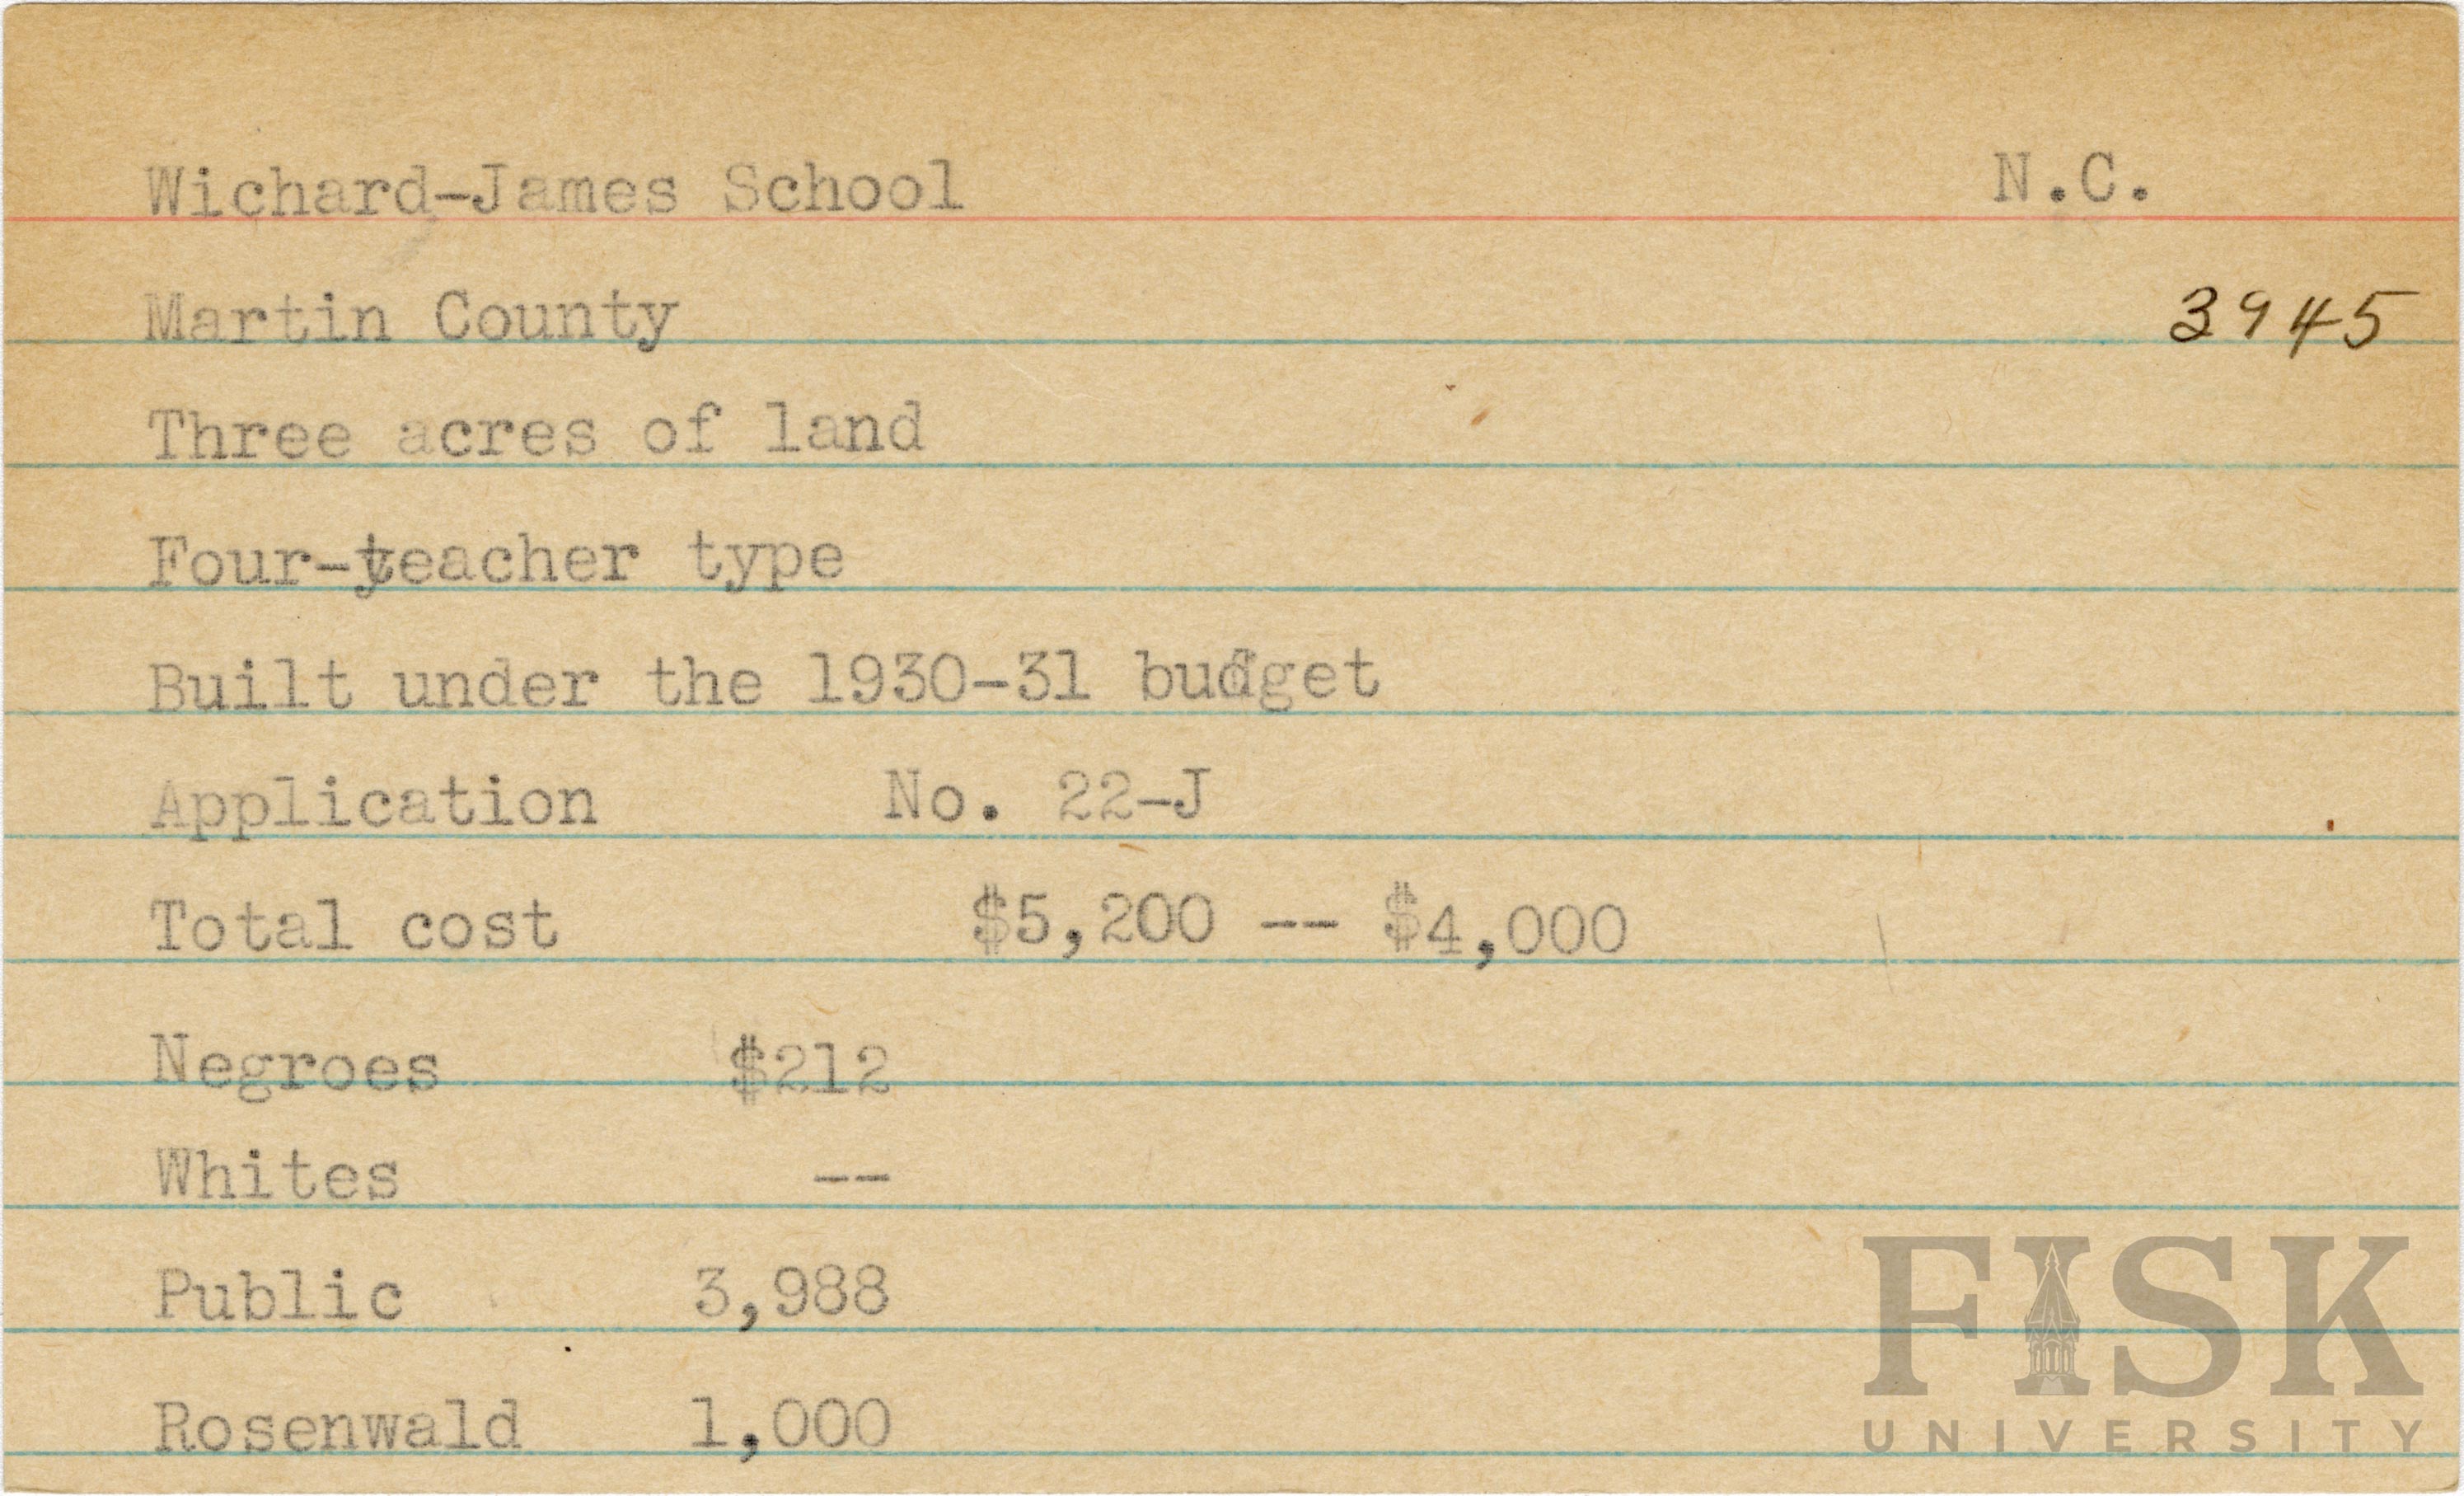 Wichard-James School N.C.
Martin County 3945
Three acres of land
Four-teacher type
Built under the 1930-31 budget
Application No. 22-J
Total cost $5,200 -- $4,000
Negroes $212
Whites --
Public 3,988
Rosenwald 1,000
FISK
UNIVERSITY